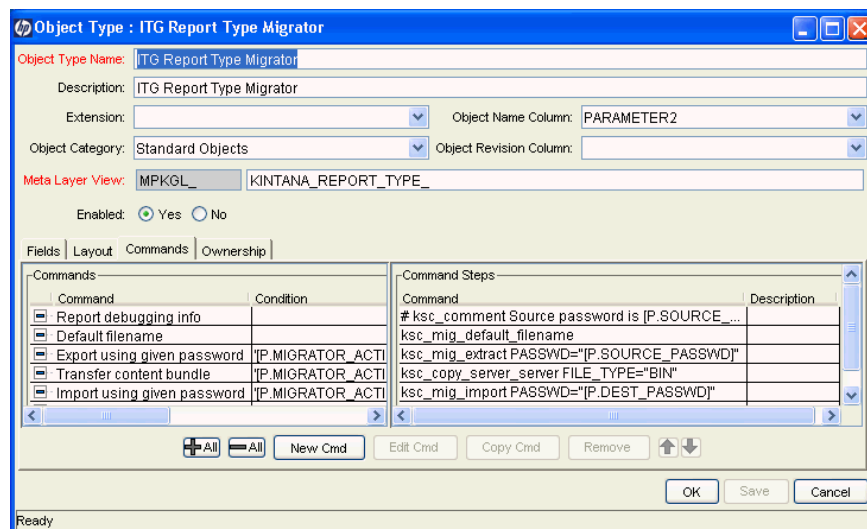 hp Object Type : ITG Report Type Migrator
Object Type Name: ITG Report Type Migrator
Description: ITG Report Type Migrator
Extension: Object Name Column: PARAMETER2
Object Category: Standard Objects Object Revision Column:
Meta Layer View: MPKGL_ KINTANA_REPORT_TYPE_
Enabled: Yes No
Fields Layout Commands Ownership
Commands Command Steps
Command Condition Command Description
Report debugging info # ksc_comment Source password is [P.SOURCE_...
Default filename ksc_mig_default_filename
Export using given password '[P.MIGRATOR_ACTI ksc_mig_extract PASSWD="[P.SOURCE_PASSWD]"
Transfer content bundle '[P.MIGRATOR_ACTI ksc_copy_server_server FILE_TYPE="BIN"
Import using given password '[P.MIGRATOR_ACTI ksc_mig_import PASSWD="[P.DEST_PASSWD]"
All All New Cmd Edit Cmd Copy Cmd Remove
OK Save Cancel
Ready